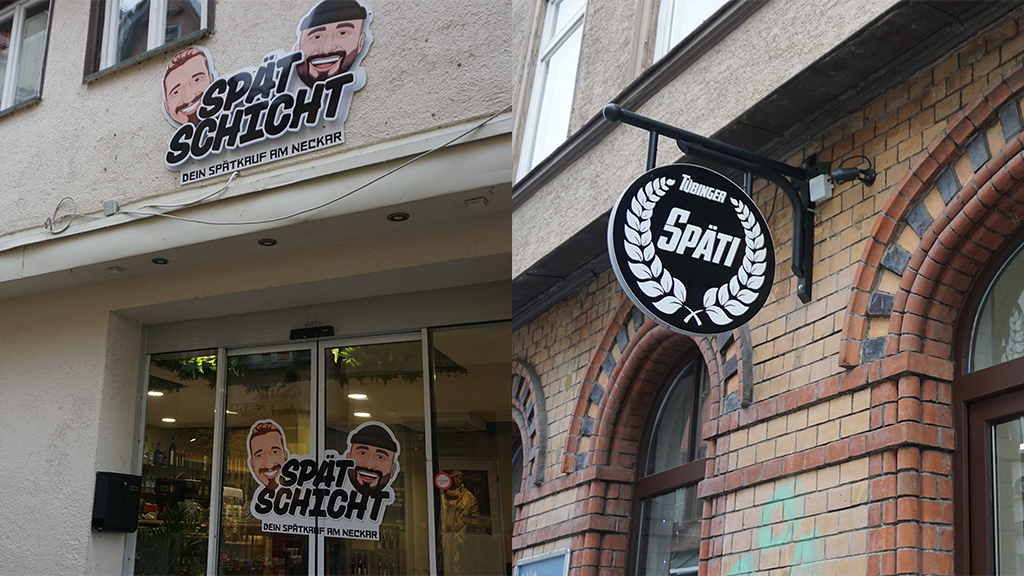 SPÄT
SCHICHT
DEIN SPÄTKAUF AM NECKAR
SPÄT
SCHICHT
DEIN SPÄTKAUF AM NECKAR
TÜBINGER
SPÄTI